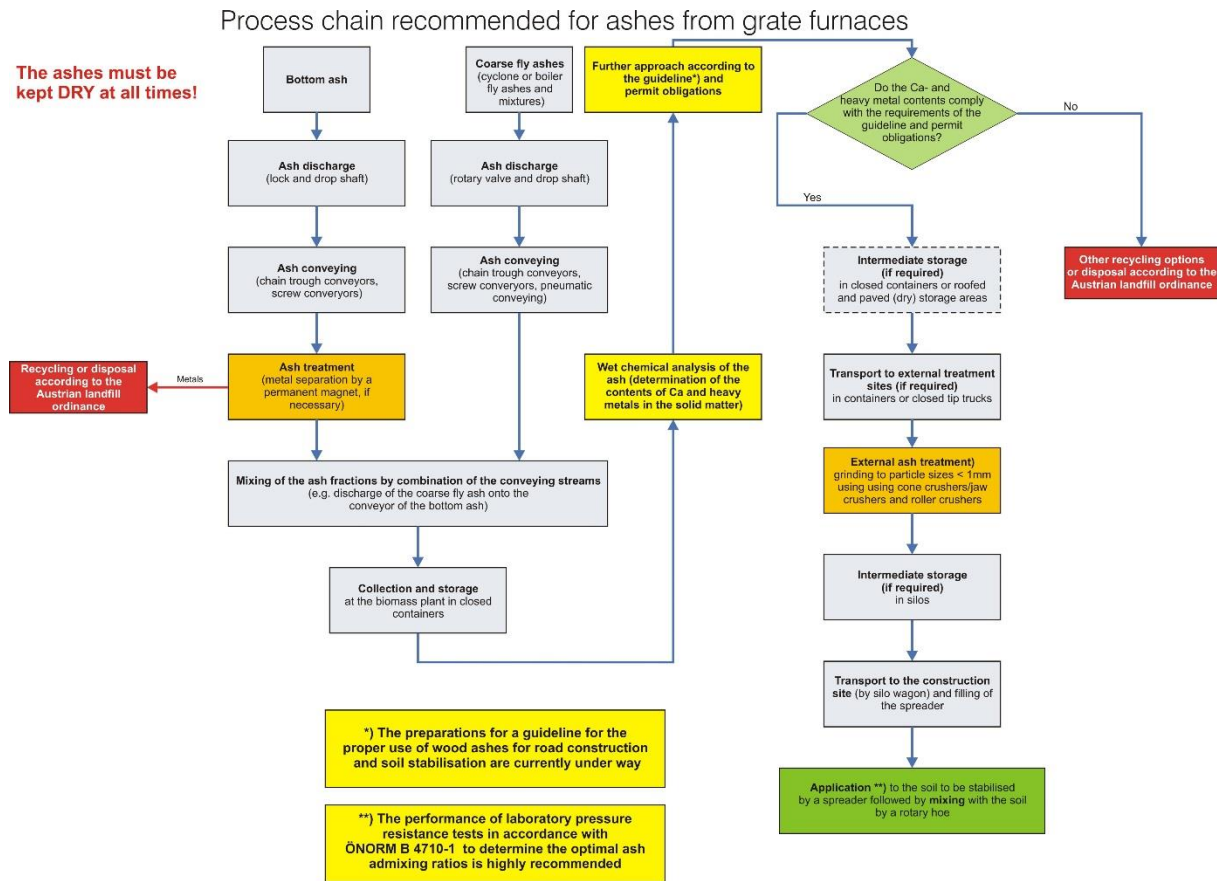 Process chain recommended for ashes from grate furnaces
The ashes must be
kept DRY at all times!
Bottom ash
Coarse fly ashes
(cyclone or boiler
fly ashes and
mixtures)
Ash discharge
(lock and drop shaft)
Ash discharge
(rotary valve and drop shaft)
Ash conveying
(chain trough conveyors,
screw converyors)
Ash conveying
(chain trough conveyors,
screw converyors, pneumatic
conveying)
Recycling or disposal
according to the
Austrian landfill
ordinance
Metals
Ash treatment
(metal separation by a
permanent magnet, if
necessary)
Mixing of the ash fractions by combination of the conveying streams
(e.g. discharge of the coarse fly ash onto the
conveyor of the bottom ash)
Collection and storage
at the biomass plant in closed
containers
Wet chemical analysis of the
ash (determination of the
contents of Ca and heavy
metals in the solid matter)
Further approach according to
the guideline*) and
permit obligations
Do the Ca- and
heavy metal contents comply
with the requirements of the
guideline and permit
obligations?
No
Yes
Other recycling options
or disposal according to the
Austrian landfill ordinance
Intermediate storage
(if required)
in closed containers or roofed
and paved (dry) storage areas
Transport to external treatment
sites (if required)
in containers or closed tip trucks
External ash treatment)
grinding to particle sizes < 1mm
using using cone crushers/jaw
crushers and roller crushers
Intermediate storage
(if required)
in silos
Transport to the construction
site (by silo wagon) and filling of
the spreader
Application **) to the soil to be stabilised
by a spreader followed by mixing with the soil
by a rotary hoe
*) The preparations for a guideline for the
proper use of wood ashes for road construction
and soil stabilisation are currently under way
**) The performance of laboratory pressure
resistance tests in accordance with
ÖNORM B 4710-1 to determine the optimal ash
admixing ratios is highly recommended